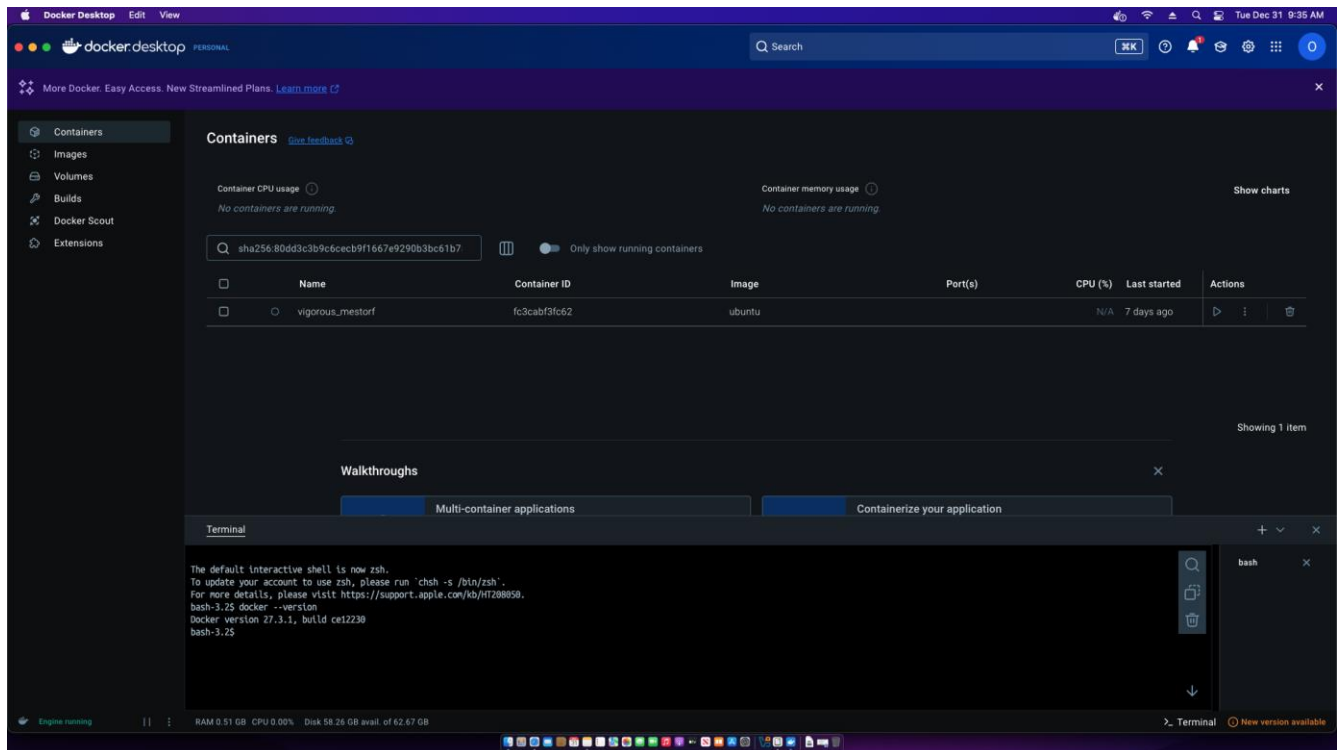 Docker Desktop Edit View
Tue Dec 31 9:35 AM
docker.desktop PERSONAL
Search
⌘K
O
More Docker. Easy Access. New Streamlined Plans. Learn more
Containers
Images
Volumes
Builds
Docker Scout
Extensions
Containers Give feedback
Container CPU usage
No containers are running.
Container memory usage
No containers are running.
Show charts
sha256:80dd3c3b9c6cecb9f1667e9290b3bc61b7
Only show running containers
Name Container ID Image Port(s) CPU (%) Last started Actions
vigorous_mestorf fc3cabf3fc62 ubuntu N/A 7 days ago
Showing 1 item
Walkthroughs
Multi-container applications
Containerize your application
Terminal
The default interactive shell is now zsh.
To update your account to use zsh, please run `chsh -s /bin/zsh`.
For more details, please visit https://support.apple.com/kb/HT208050.
bash-3.2$ docker --version
Docker version 27.3.1, build ce12230
bash-3.2$
bash
Engine running
RAM 0.51 GB CPU 0.00% Disk 58.26 GB avail. of 62.67 GB
Terminal
New version available